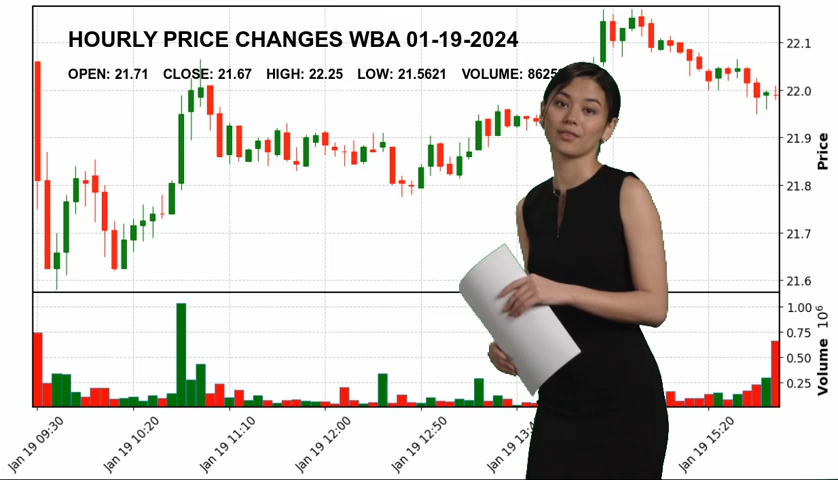 HOURLY PRICE CHANGES WBA 01-19-2024
OPEN: 21.71 CLOSE: 21.67 HIGH: 22.25 LOW: 21.5621 VOLUME: 8625
22.1
22.0
21.9
21.8
21.7
21.6
Price
1.00
0.75
0.50
0.25
Volume 10^6
Jan 19 09:30
Jan 19 10:20
Jan 19 11:10
Jan 19 12:00
Jan 19 12:50
Jan 19 13:4
Jan 19 15:20